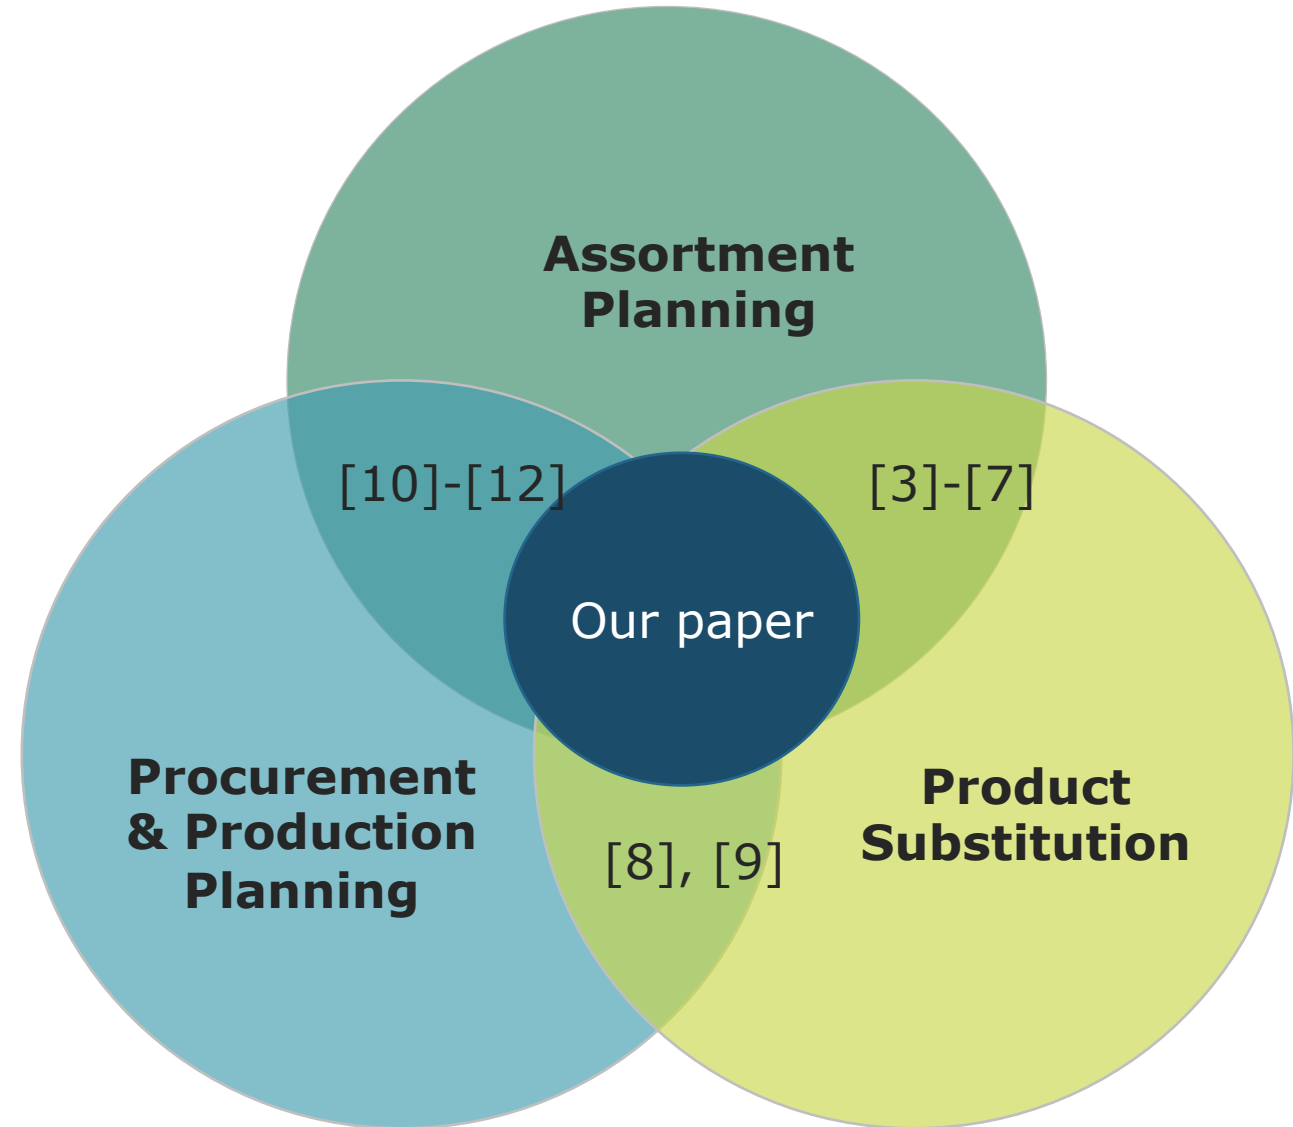 Assortment
Planning
[10]-[12]
[3]-[7]
Our paper
Procurement
& Production
Planning
Product
Substitution
[8], [9]